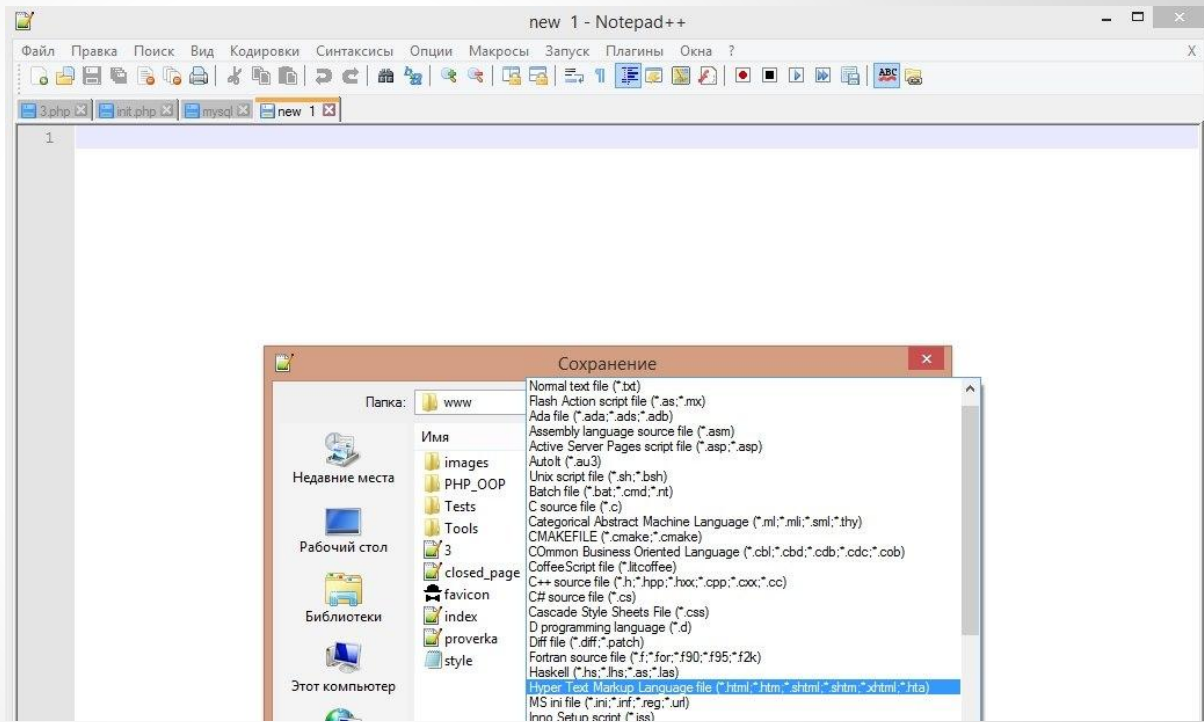 new 1 - Notepad++
Файл Правка Поиск Вид Кодировки Синтаксисы Опции Макросы Запуск Плагины Окна ? X
ABC
3.php init.php mysql new 1
1
Сохранение
Папка: www
Имя
Недавние места
Рабочий стол
Библиотеки
Этот компьютер
images
PHP_OOP
Tests
Tools
3
closed_page
favicon
index
proverka
style
Normal text file (*.txt)
Flash Action script file (*.as;*.mx)
Ada file (*.ada;*.ads;*.adb)
Assembly language source file (*.asm)
Active Server Pages script file (*.asp;*.asp)
AutoIt (*.au3)
Unix script file (*.sh;*.bsh)
Batch file (*.bat;*.cmd;*.nt)
C source file (*.c)
Categorical Abstract Machine Language (*.ml;*.mli;*.sml;*.thy)
CMAKEFILE (*.cmake;*.cmake)
COmmon Business Oriented Language (*.cbl;*.cbd;*.cdb;*.cdc;*.cob)
CoffeeScript file (*.litcoffee)
C++ source file (*.h;*.hpp;*.hxx;*.cpp;*.cxx;*.cc)
C# source file (*.cs)
Cascade Style Sheets File (*.css)
D programming language (*.d)
Diff file (*.diff;*.patch)
Fortran source file (*.f;*.for;*.f90;*.f95;*.f2k)
Haskell (*.hs;*.lhs;*.as;*.las)
Hyper Text Markup Language file (*.html;*.htm;*.shtml;*.shtm;*.xhtml;*.hta)
MS ini file (*.ini;*.inf;*.reg;*.url)
Inno Setup script (*.iss)